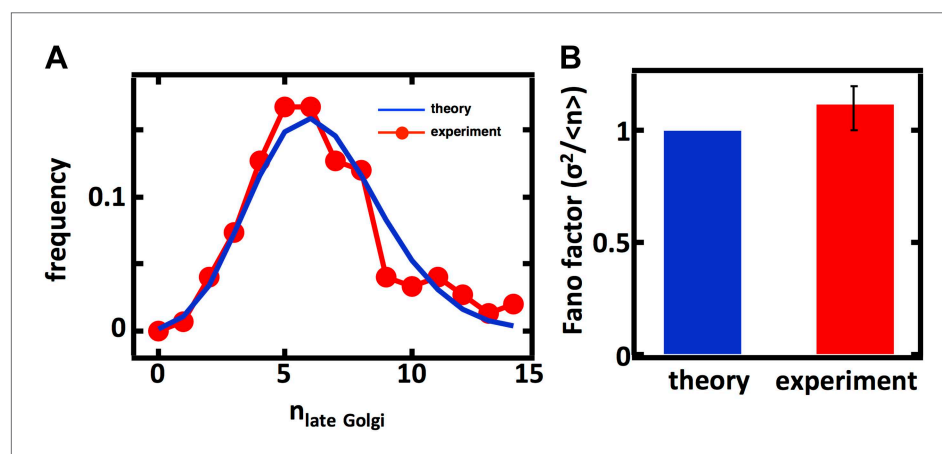 A
theory
experiment
frequency
0.1
0
0
5
10
15
n_late Golgi
B
Fano factor (σ²/<n>)
1
0.5
0
theory
experiment